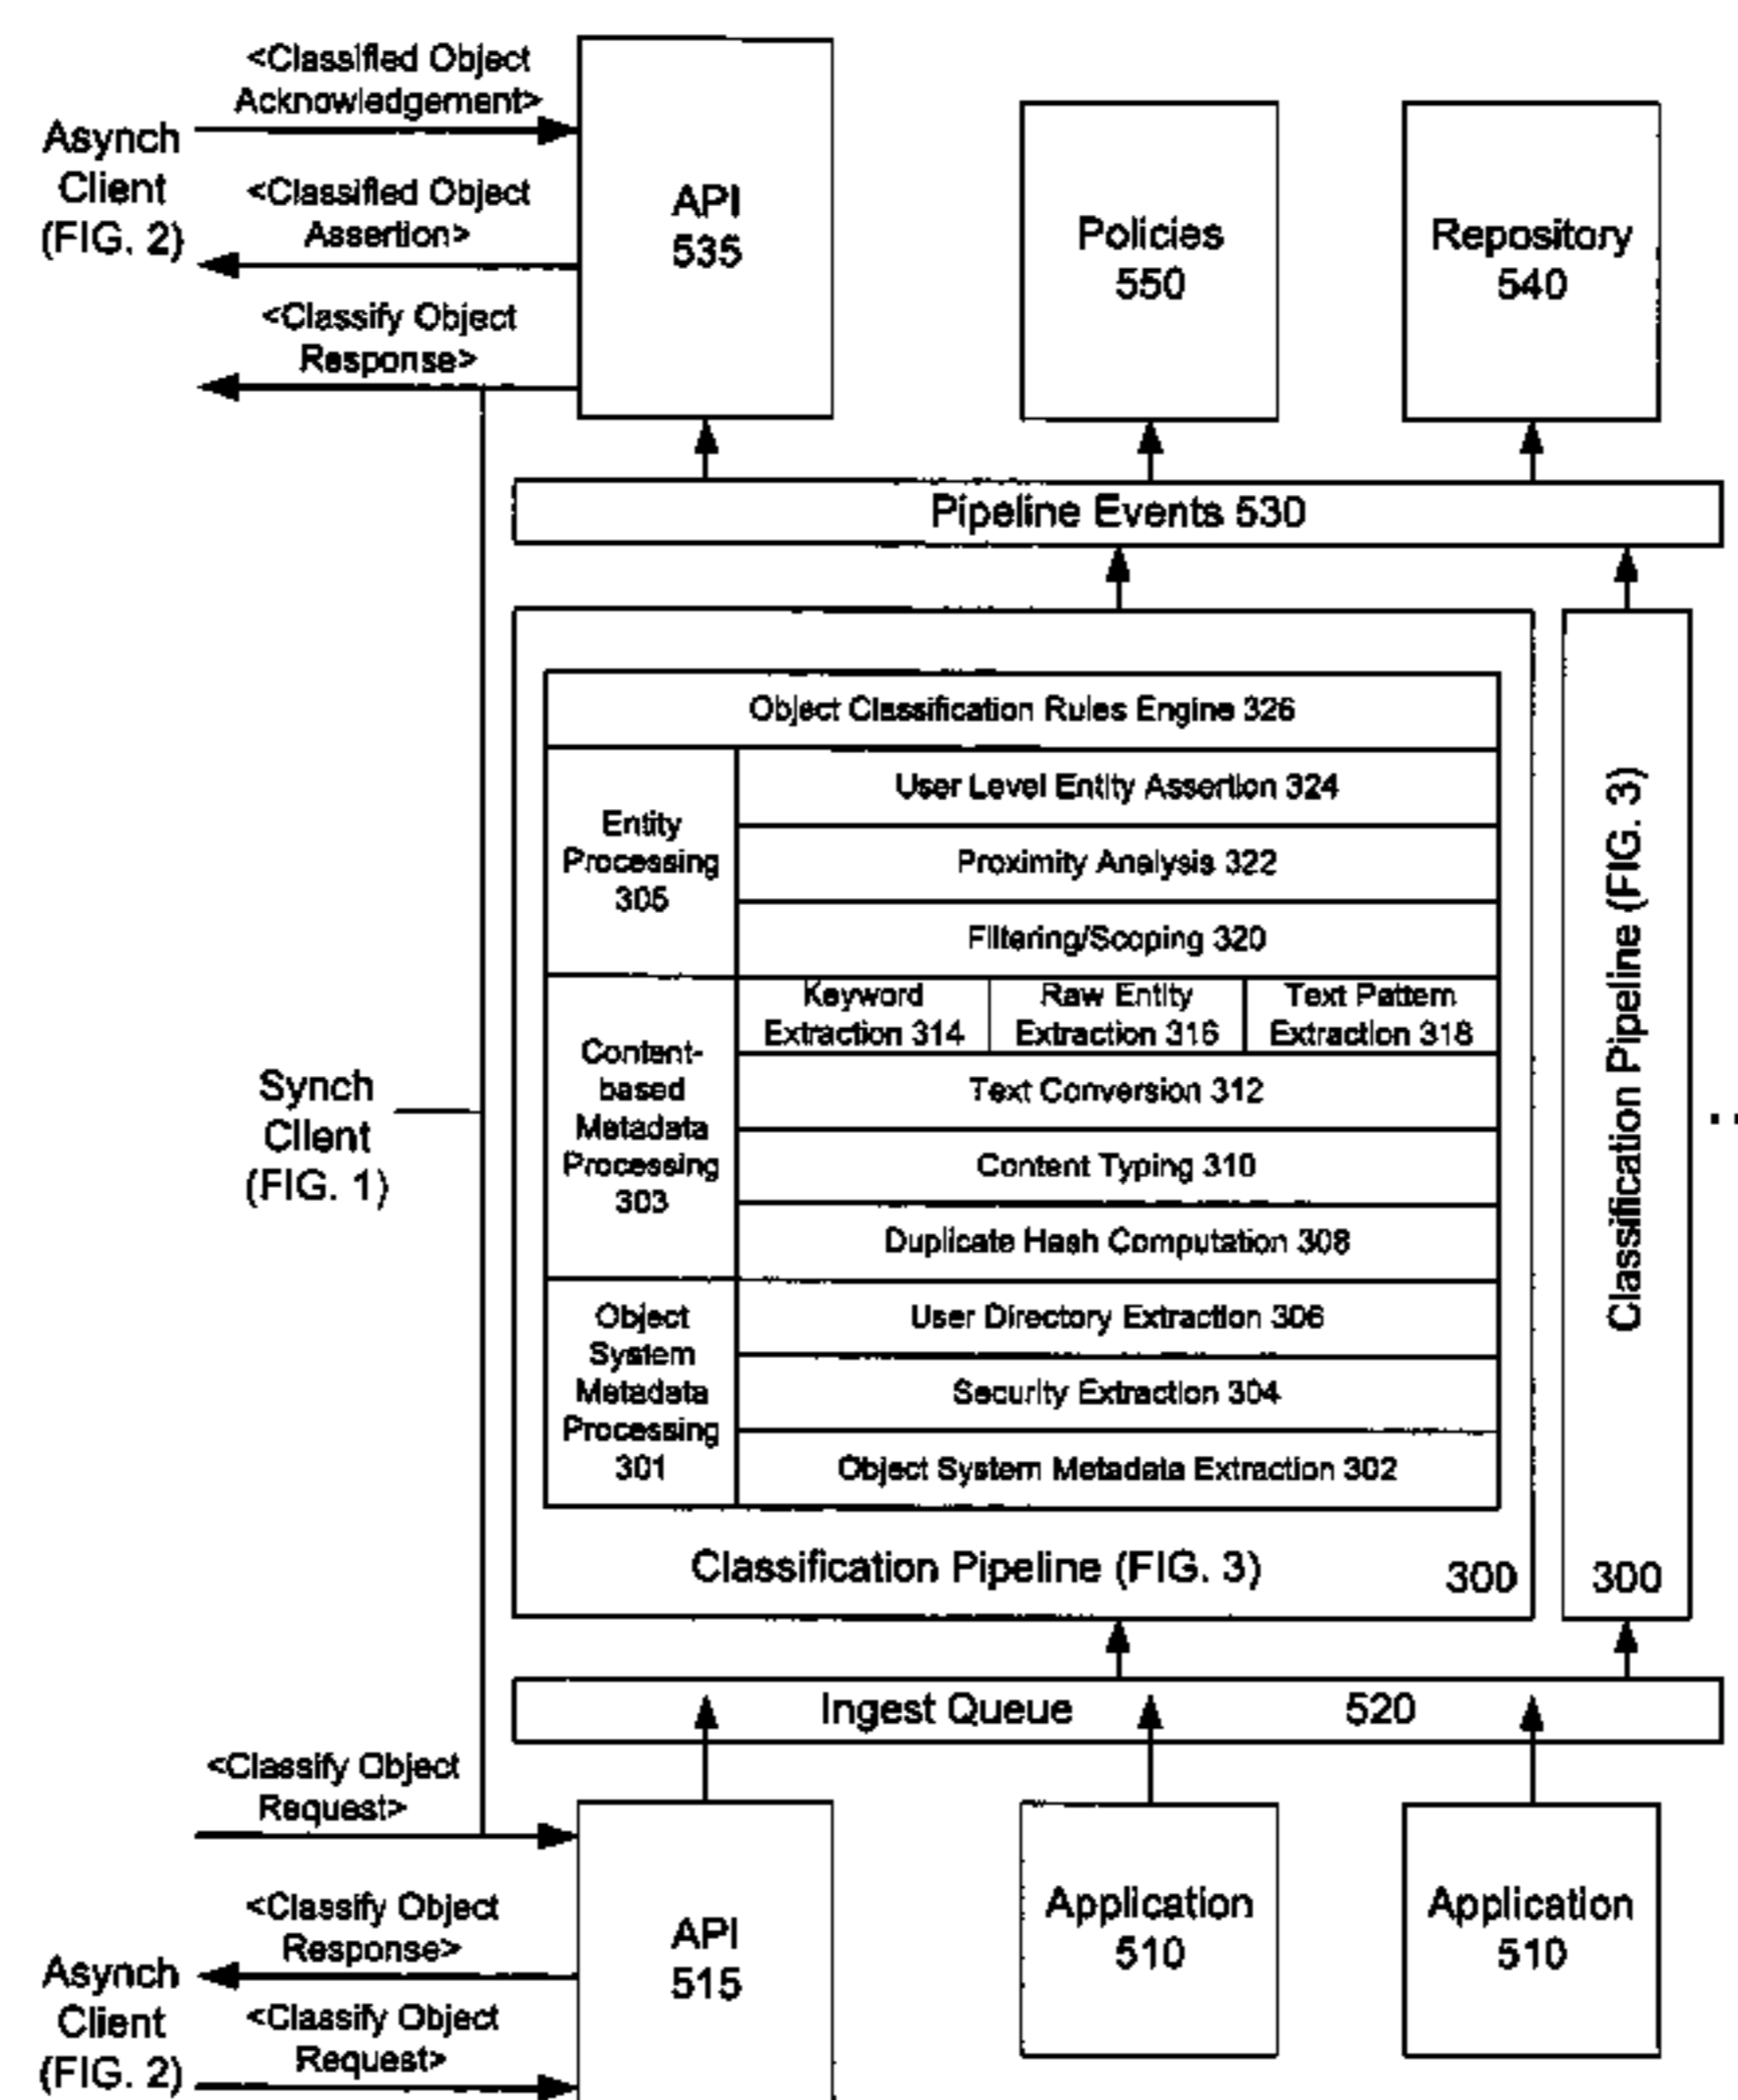 <Classified Object
Acknowledgement>
Asynch
Client
(FIG. 2)
<Classified Object
Assertion>
<Classify Object
Response>
API
535
Policies
550
Repository
540
Pipeline Events 530
Object Classification Rules Engine 326
Entity
Processing
305
User Level Entity Assertion 324
Proximity Analysis 322
Filtering/Scoping 320
Content-
based
Metadata
Processing
303
Keyword
Extraction 314
Raw Entity
Extraction 316
Text Pattern
Extraction 318
Text Conversion 312
Content Typing 310
Duplicate Hash Computation 308
Object
System
Metadata
Processing
301
User Directory Extraction 306
Security Extraction 304
Object System Metadata Extraction 302
Classification Pipeline (FIG. 3)
300
Classification Pipeline (FIG. 3)
300
Synch
Client
(FIG. 1)
Ingest Queue 520
<Classify Object
Request>
<Classify Object
Response>
Asynch
Client
(FIG. 2)
<Classify Object
Request>
API
515
Application
510
Application
510